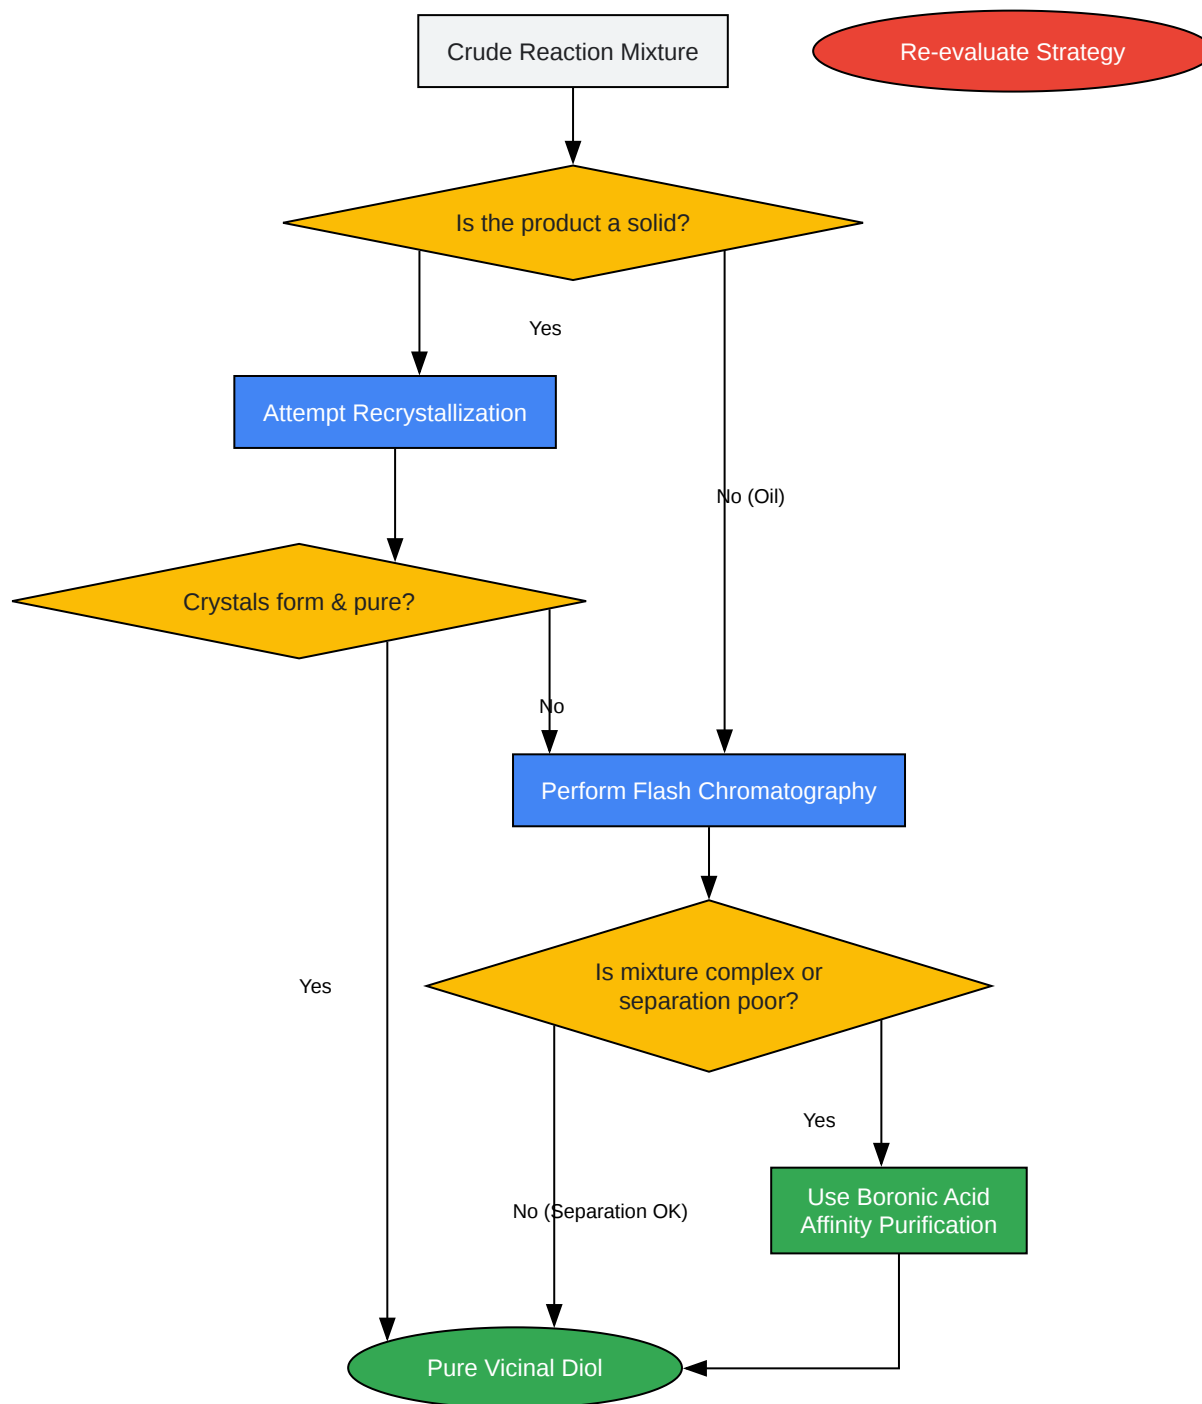 Crude Reaction Mixture
Re-evaluate Strategy
Is the product a solid?
Yes
Attempt Recrystallization
No (Oil)
Crystals form & pure?
No
Perform Flash Chromatography
Is mixture complex or
separation poor?
Yes
Yes
Use Boronic Acid
Affinity Purification
No (Separation OK)
Pure Vicinal Diol